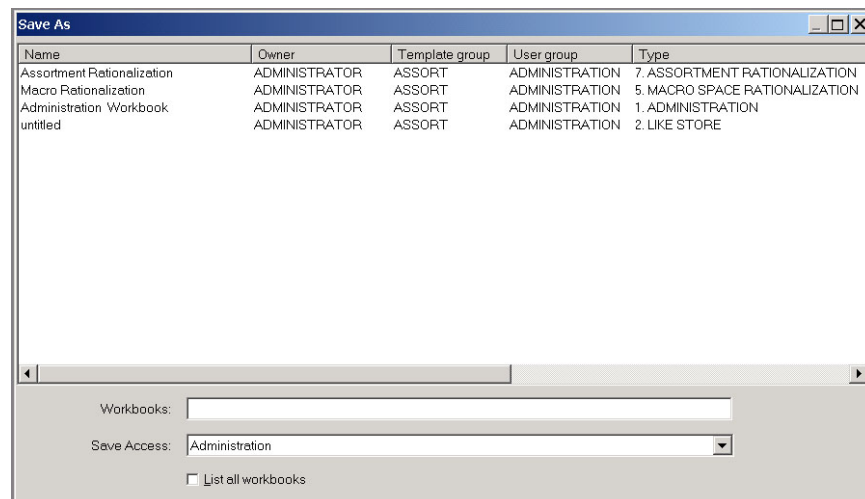 Save As
Name Owner Template group User group Type
Assortment Rationalization ADMINISTRATOR ASSORT ADMINISTRATION 7. ASSORTMENT RATIONALIZATION
Macro Rationalization ADMINISTRATOR ASSORT ADMINISTRATION 5. MACRO SPACE RATIONALIZATION
Administration Workbook ADMINISTRATOR ASSORT ADMINISTRATION 1. ADMINISTRATION
untitled ADMINISTRATOR ASSORT ADMINISTRATION 2. LIKE STORE
Workbooks:
Save Access: Administration
List all workbooks